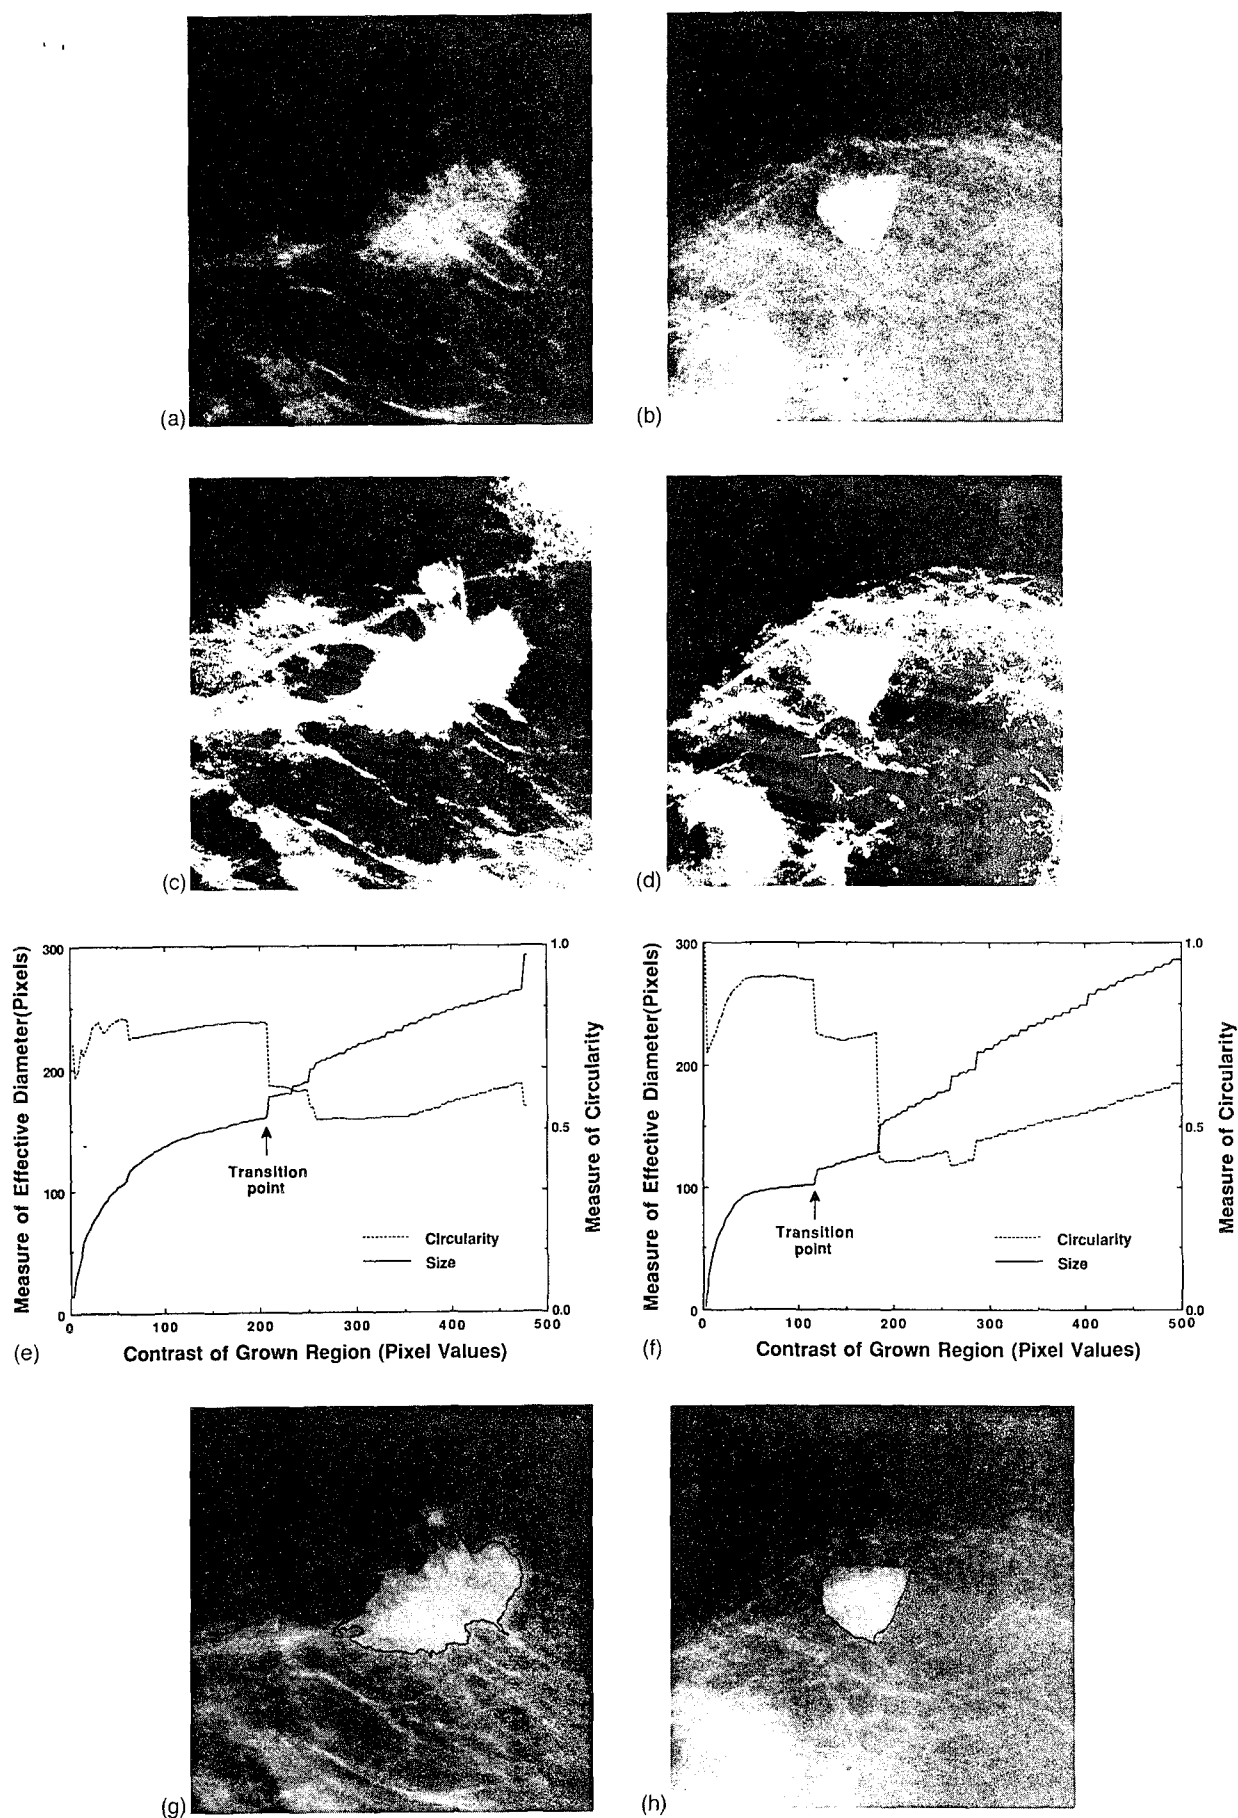 (a)
(b)
(c)
(d)
Measure of Effective Diameter(Pixels)
300
200
100
0
1.0
0.5
0.0
Measure of Circularity
Transition
point
Circularity
Size
0 100 200 300 400 500
(e)
Contrast of Grown Region (Pixel Values)
Measure of Effective Diameter(Pixels)
300
200
100
0
1.0
0.5
0.0
Measure of Circularity
Transition
point
Circularity
Size
0 100 200 300 400 500
(f)
Contrast of Grown Region (Pixel Values)
(g)
(h)